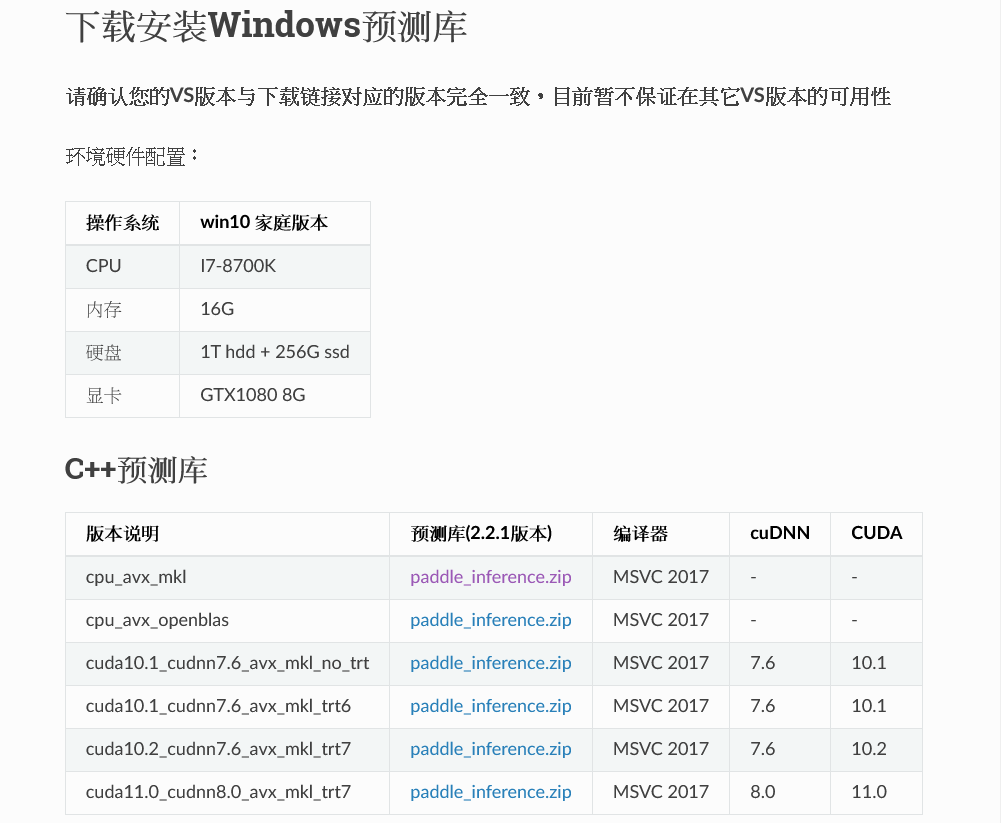 下载安装Windows预测库
请确认您的VS版本与下载链接对应的版本完全一致，目前暂不保证在其它VS版本的可用性
环境硬件配置：
操作系统 win10 家庭版本
CPU I7-8700K
内存 16G
硬盘 1T hdd + 256G ssd
显卡 GTX1080 8G
C++预测库
版本说明 预测库(2.2.1版本) 编译器 cuDNN CUDA
cpu_avx_mkl paddle_inference.zip MSVC 2017 - -
cpu_avx_openblas paddle_inference.zip MSVC 2017 - -
cuda10.1_cudnn7.6_avx_mkl_no_trt paddle_inference.zip MSVC 2017 7.6 10.1
cuda10.1_cudnn7.6_avx_mkl_trt6 paddle_inference.zip MSVC 2017 7.6 10.1
cuda10.2_cudnn7.6_avx_mkl_trt7 paddle_inference.zip MSVC 2017 7.6 10.2
cuda11.0_cudnn8.0_avx_mkl_trt7 paddle_inference.zip MSVC 2017 8.0 11.0